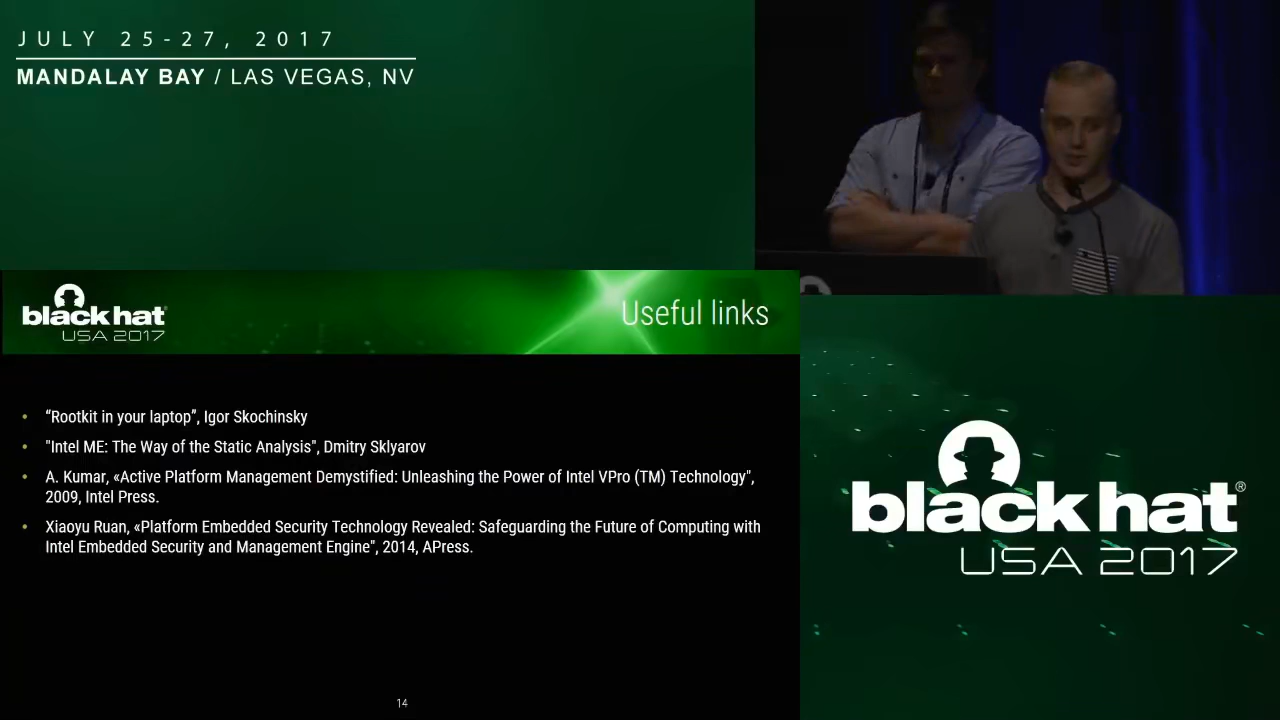 JULY 25-27, 2017
MANDALAY BAY / LAS VEGAS, NV
black hat
USA 2017
Useful links
• “Rootkit in your laptop”, Igor Skochinsky
• "Intel ME: The Way of the Static Analysis", Dmitry Sklyarov
• A. Kumar, «Active Platform Management Demystified: Unleashing the Power of Intel VPro (TM) Technology",
2009, Intel Press.
• Xiaoyu Ruan, «Platform Embedded Security Technology Revealed: Safeguarding the Future of Computing with
Intel Embedded Security and Management Engine", 2014, APress.
14
black hat®
USA 2017